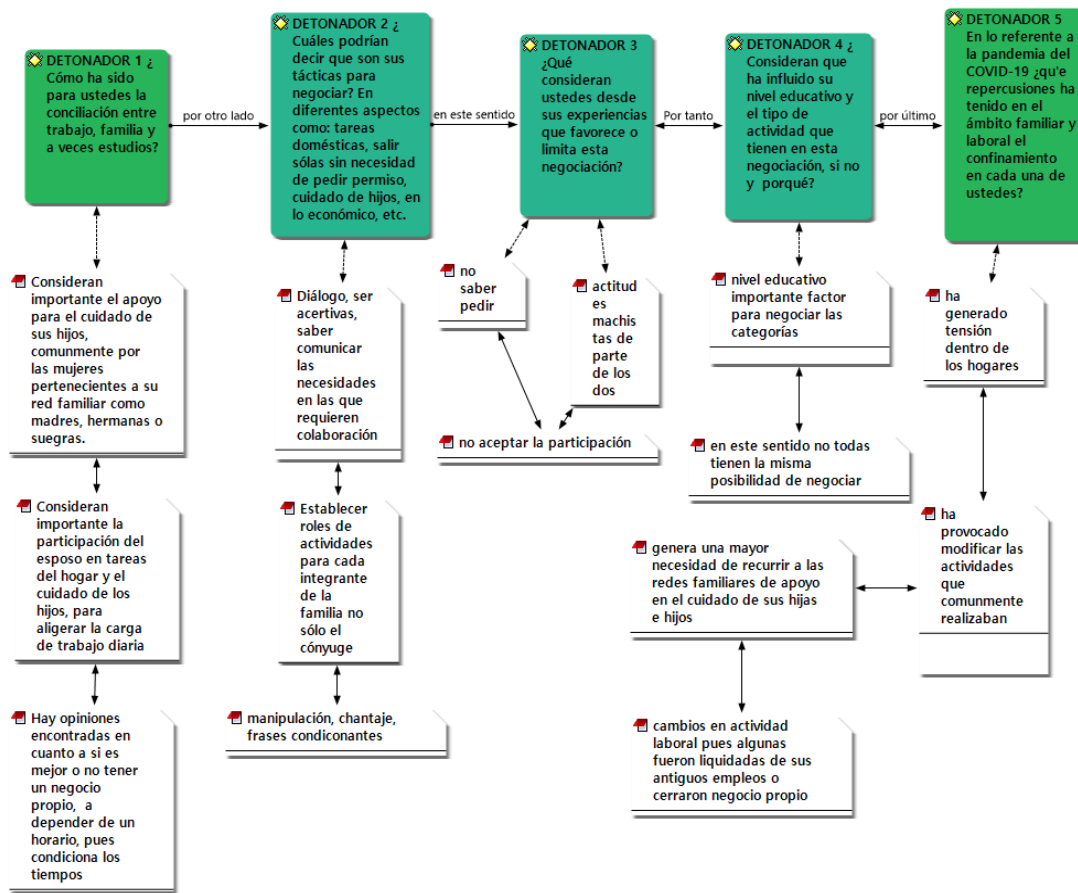 DETONADOR 1 ¿
Cómo ha sido
para ustedes la
conciliación entre
trabajo, familia y
a veces estudios?
por otro lado
DETONADOR 2 ¿
Cuáles podrían
decir que son sus
tácticas para
negociar? En
diferentes aspectos
como: tareas
domésticas, salir
sólas sin necesidad
de pedir permiso,
cuidado de hijos, en
lo económico, etc.
en este sentido
DETONADOR 3
¿Qué
consideran
ustedes desde
sus experiencias
que favorece o
limita esta
negociación?
Por tanto
DETONADOR 4 ¿
Consideran que
ha influido su
nivel educativo y
el tipo de
actividad que
tienen en esta
negociación, si no
y porqué?
por último
DETONADOR 5
En lo referente a
la pandemia del
COVID-19 ¿qu'e
repercusiones ha
tenido en el
ámbito familiar y
laboral el
confinamiento
en cada una de
ustedes?
Consideran
importante el apoyo
para el cuidado de
sus hijos,
comunmente por
las mujeres
pertenecientes a su
red familiar como
madres, hermanas o
suegras.
Consideran
importante la
participación del
esposo en tareas
del hogar y el
cuidado de los
hijos, para
aligerar la carga
de trabajo diaria
Hay opiniones
encontradas en
cuanto a si es
mejor o no tener
un negocio
propio, a
depender de un
horario, pues
condiciona los
tiempos
Diálogo, ser
acertivas,
saber
comunicar
las
necesidades
en las que
requieren
colaboración
Establecer
roles de
actividades
para cada
integrante
de la
familia no
sólo el
cónyuge
manipulación, chantaje,
frases condiconantes
no
saber
pedir
actitud
es
machis
tas de
parte
de los
dos
no aceptar la participación
nivel educativo
importante factor
para negociar las
categorías
en este sentido no todas
tienen la misma
posibilidad de negociar
ha
generado
tensión
dentro de
los hogares
ha
provocado
modificar las
actividades
que
comunmente
realizaban
genera una mayor
necesidad de recurrir a las
redes familiares de apoyo
en el cuidado de sus hijas
e hijos
cambios en actividad
laboral pues algunas
fueron liquidadas de sus
antiguos empleos o
cerraron negocio propio